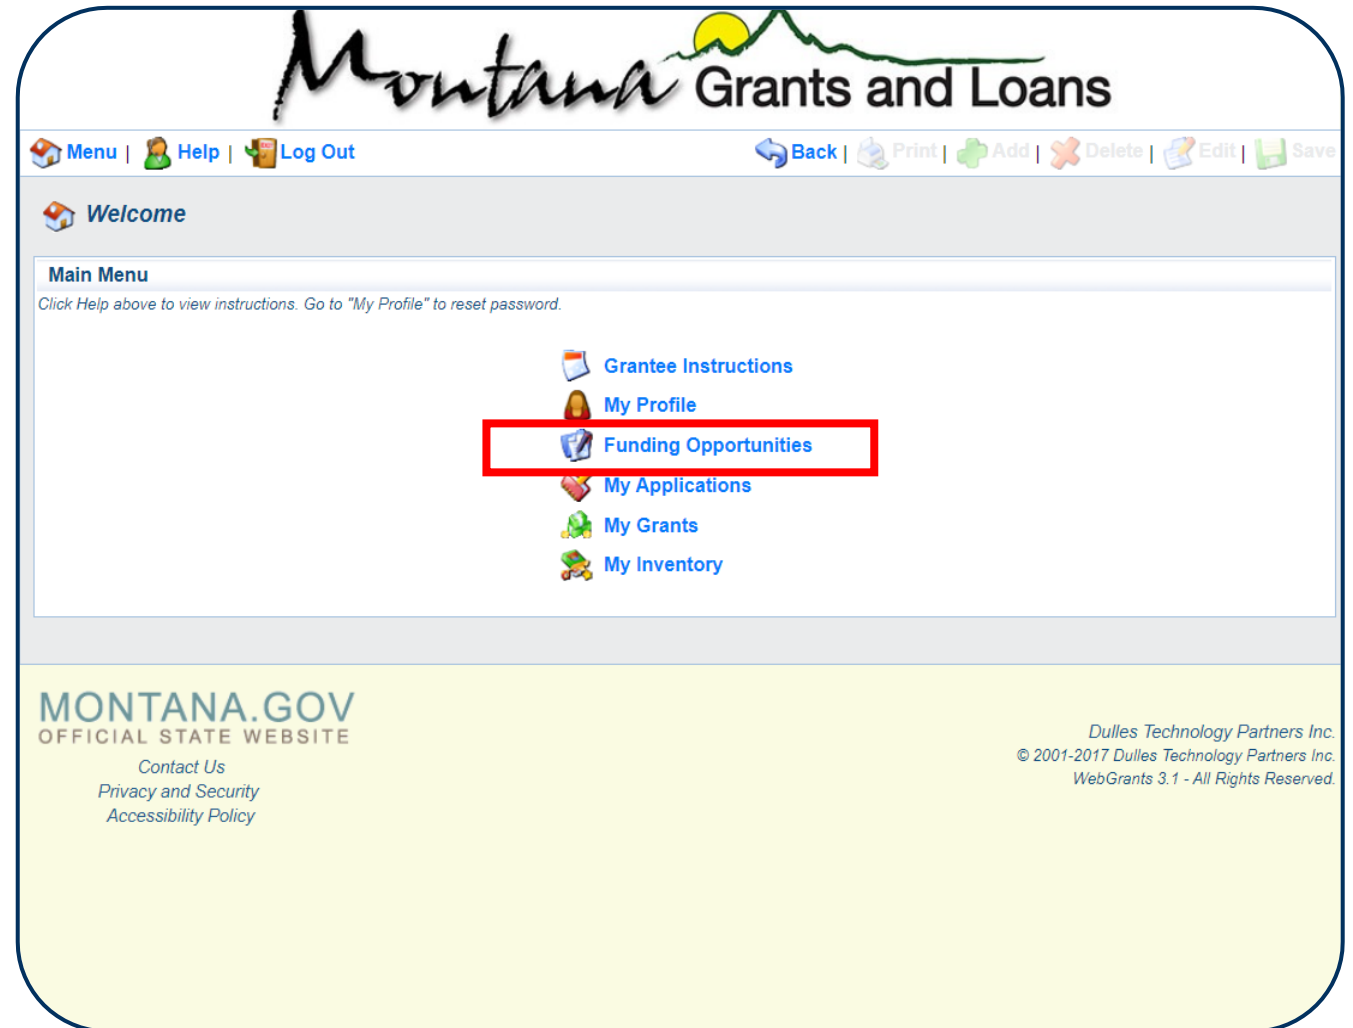 Montana Grants and Loans
Menu | Help | Log Out
Back | Print | Add | Delete | Edit | Save
Welcome
Main Menu
Click Help above to view instructions. Go to "My Profile" to reset password.
Grantee Instructions
My Profile
Funding Opportunities
My Applications
My Grants
My Inventory
MONTANA.GOV
OFFICIAL STATE WEBSITE
Contact Us
Privacy and Security
Accessibility Policy
Dulles Technology Partners Inc.
© 2001-2017 Dulles Technology Partners Inc.
WebGrants 3.1 - All Rights Reserved.